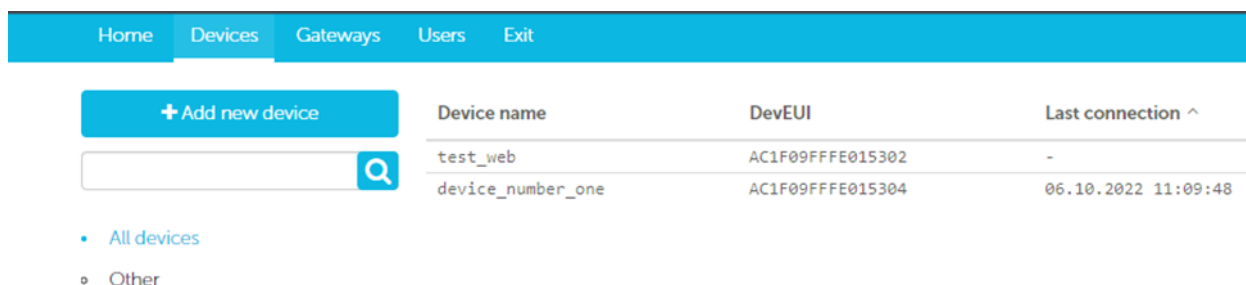 Home Devices Gateways Users Exit
+ Add new device
Device name DevEUI Last connection ^
test_web AC1F09FFFE015302 -
device_number_one AC1F09FFFE015304 06.10.2022 11:09:48
All devices
Other